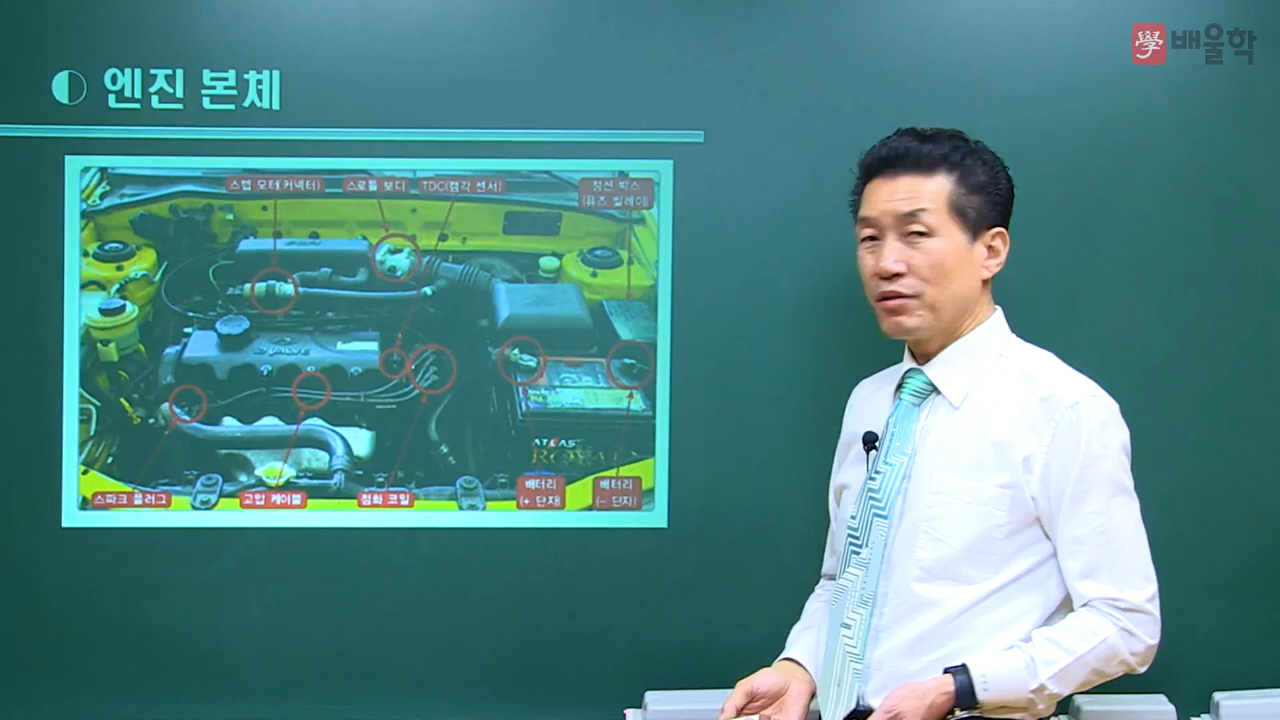 學 배울학
엔진 본체
스텝 모터(커넥터)
스로틀 보디
TDC(캠각 센서)
정션 박스
(퓨즈 릴레이)
ATLAS
스파크 플러그
고압 케이블
점화 코일
배터리
(+ 단자)
배터리
(- 단자)